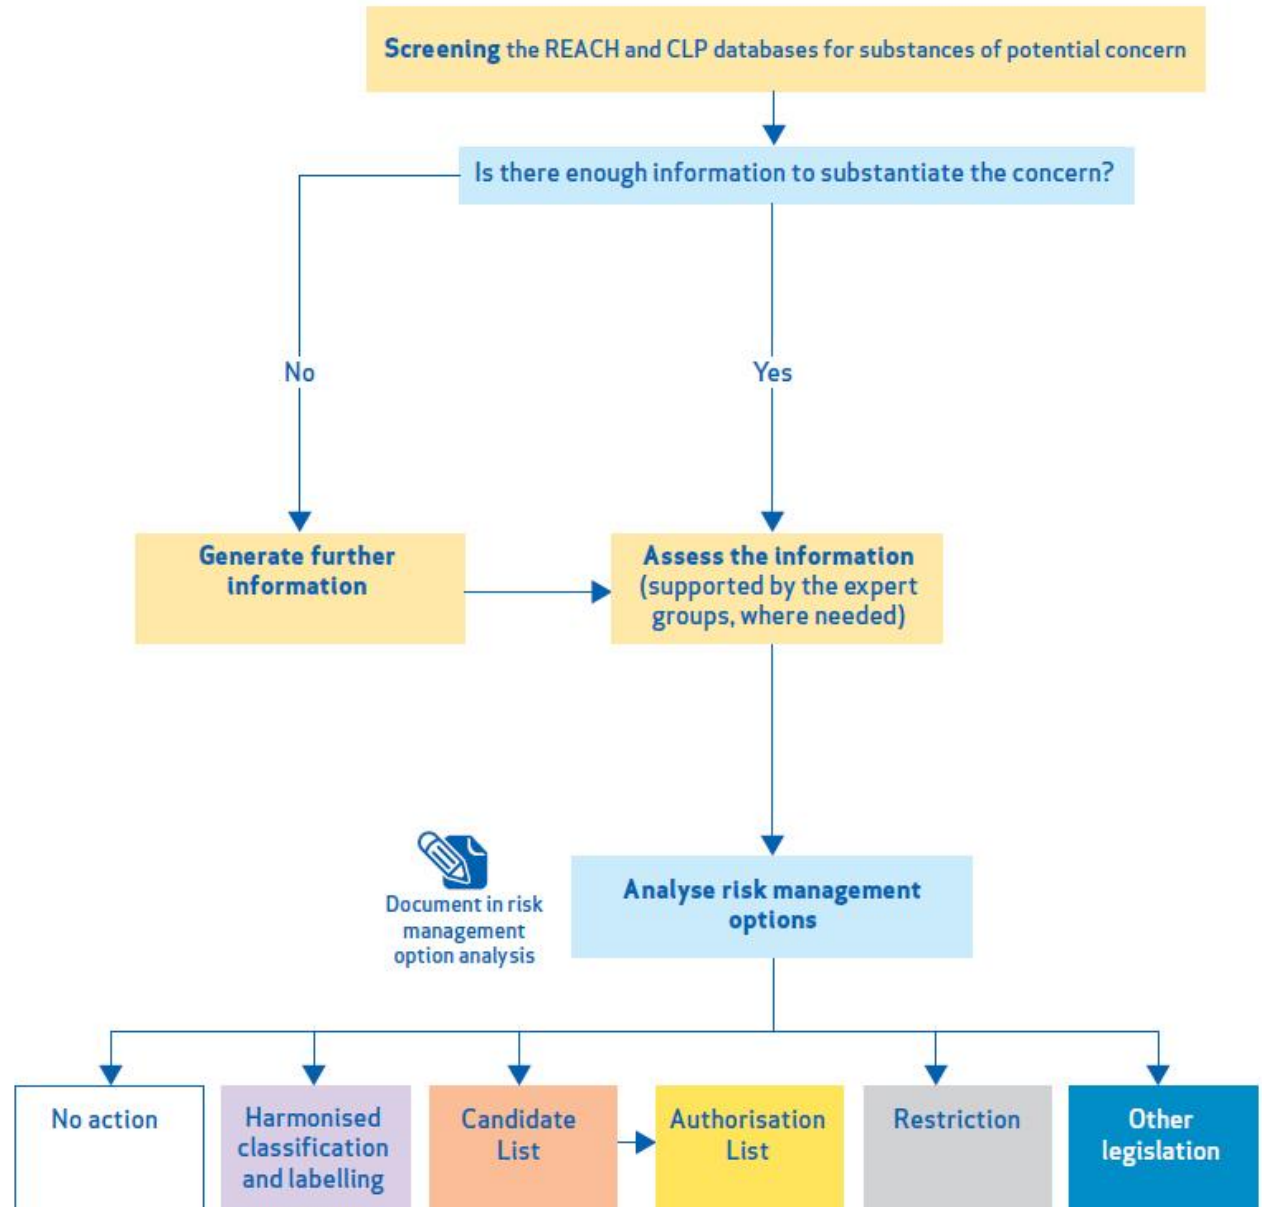 Screening the REACH and CLP databases for substances of potential concern
Is there enough information to substantiate the concern?
No
Yes
Generate further
information
Assess the information
(supported by the expert
groups, where needed)
Document in risk
management
option analysis
Analyse risk management
options
No action
Harmonised
classification
and labelling
Candidate
List
Authorisation
List
Restriction
Other
legislation